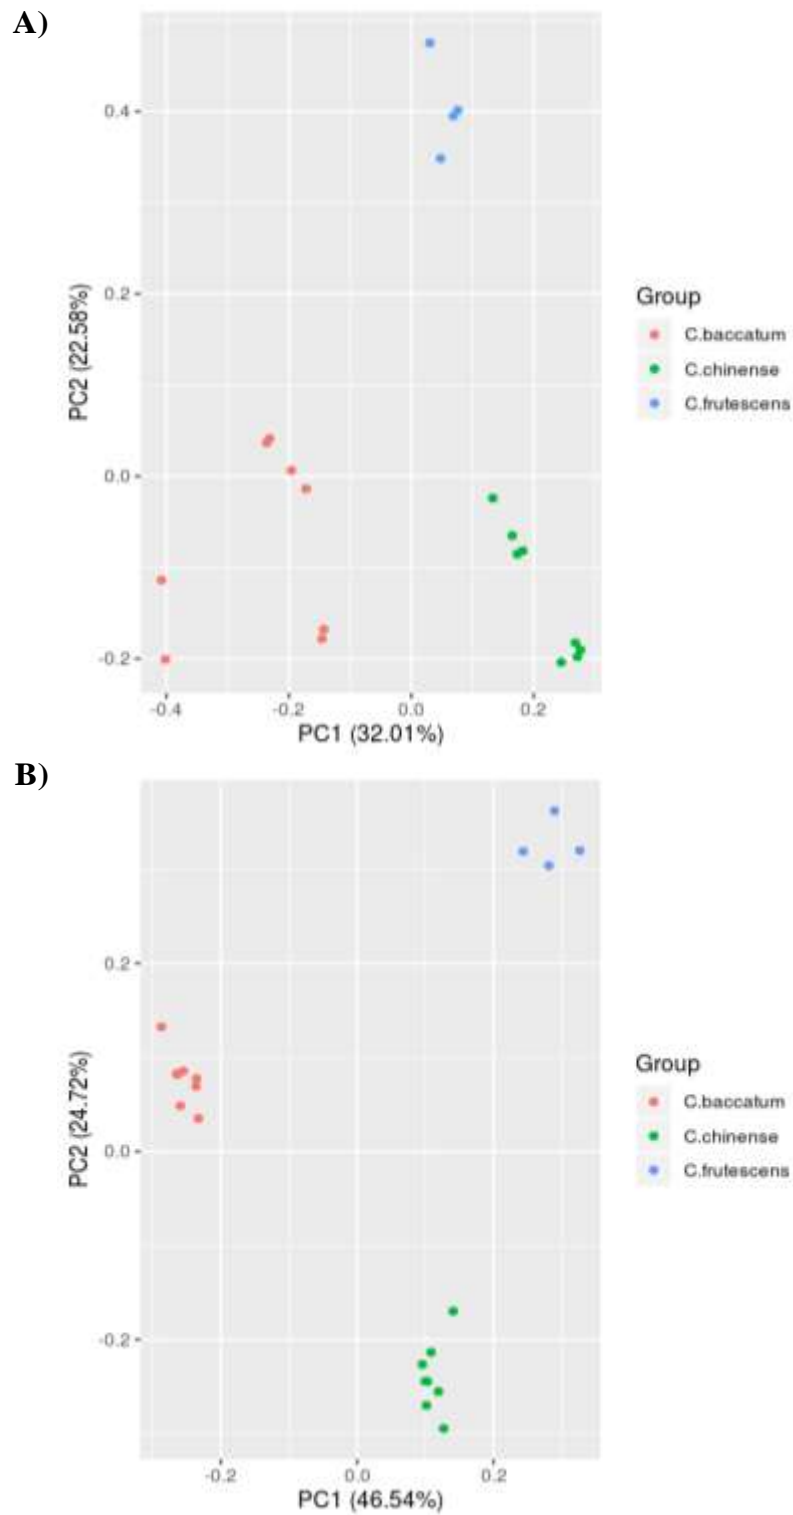 A)
0.4
0.2
0.0
-0.2
PC2 (22.58%)
-0.4 -0.2 0.0 0.2
PC1 (32.01%)
Group
C.baccatum
C.chinense
C.frutescens
B)
0.2
0.0
-0.2
PC2 (24.72%)
-0.2 0.0 0.2
PC1 (46.54%)
Group
C.baccatum
C.chinense
C.frutescens